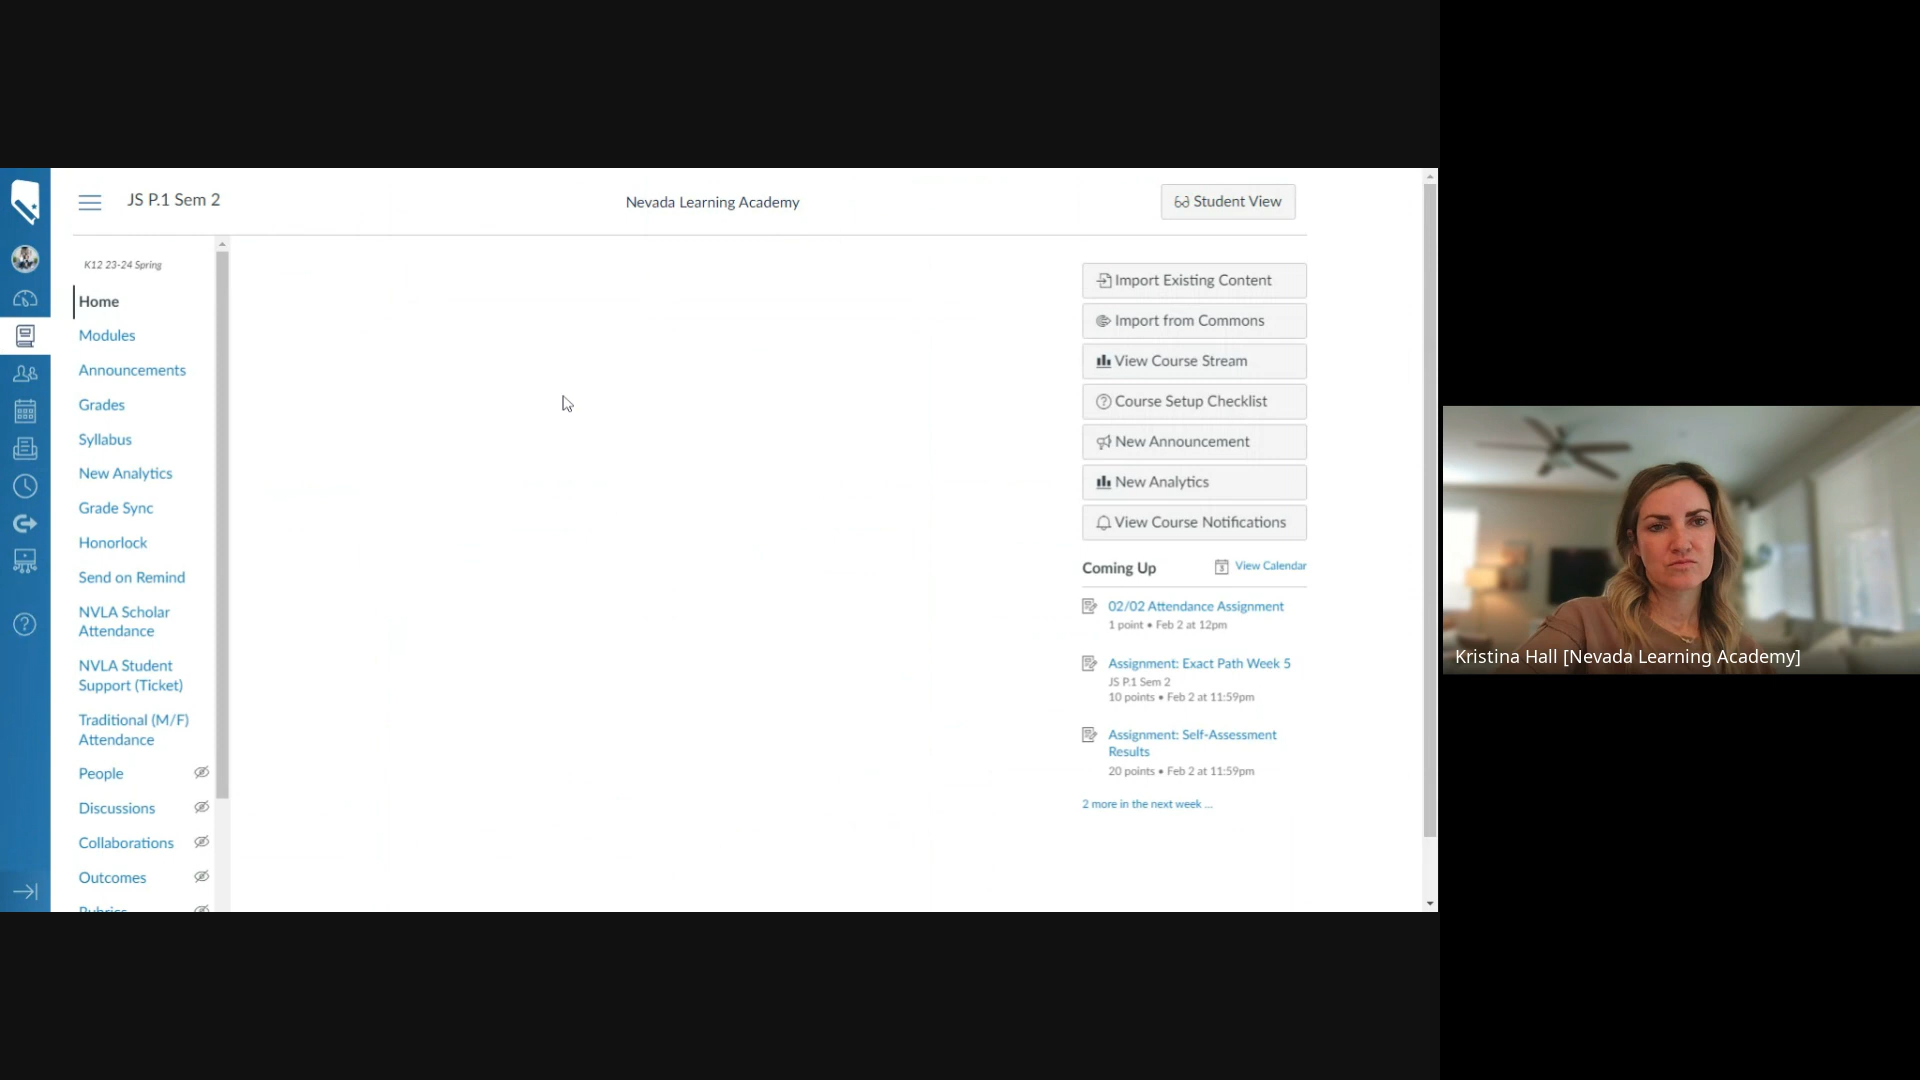 JS P.1 Sem 2
Nevada Learning Academy
Student View
K12 23-24 Spring
Home
Modules
Announcements
Grades
Syllabus
New Analytics
Grade Sync
Honorlock
Send on Remind
NVLA Scholar
Attendance
NVLA Student
Support (Ticket)
Traditional (M/F)
Attendance
People
Discussions
Collaborations
Outcomes
Rubrics
Import Existing Content
Import from Commons
View Course Stream
Course Setup Checklist
New Announcement
New Analytics
View Course Notifications
Coming Up
View Calendar
02/02 Attendance Assignment
1 point • Feb 2 at 12pm
Assignment: Exact Path Week 5
JS P.1 Sem 2
10 points • Feb 2 at 11:59pm
Assignment: Self-Assessment
Results
20 points • Feb 2 at 11:59pm
2 more in the next week ...
Kristina Hall [Nevada Learning Academy]